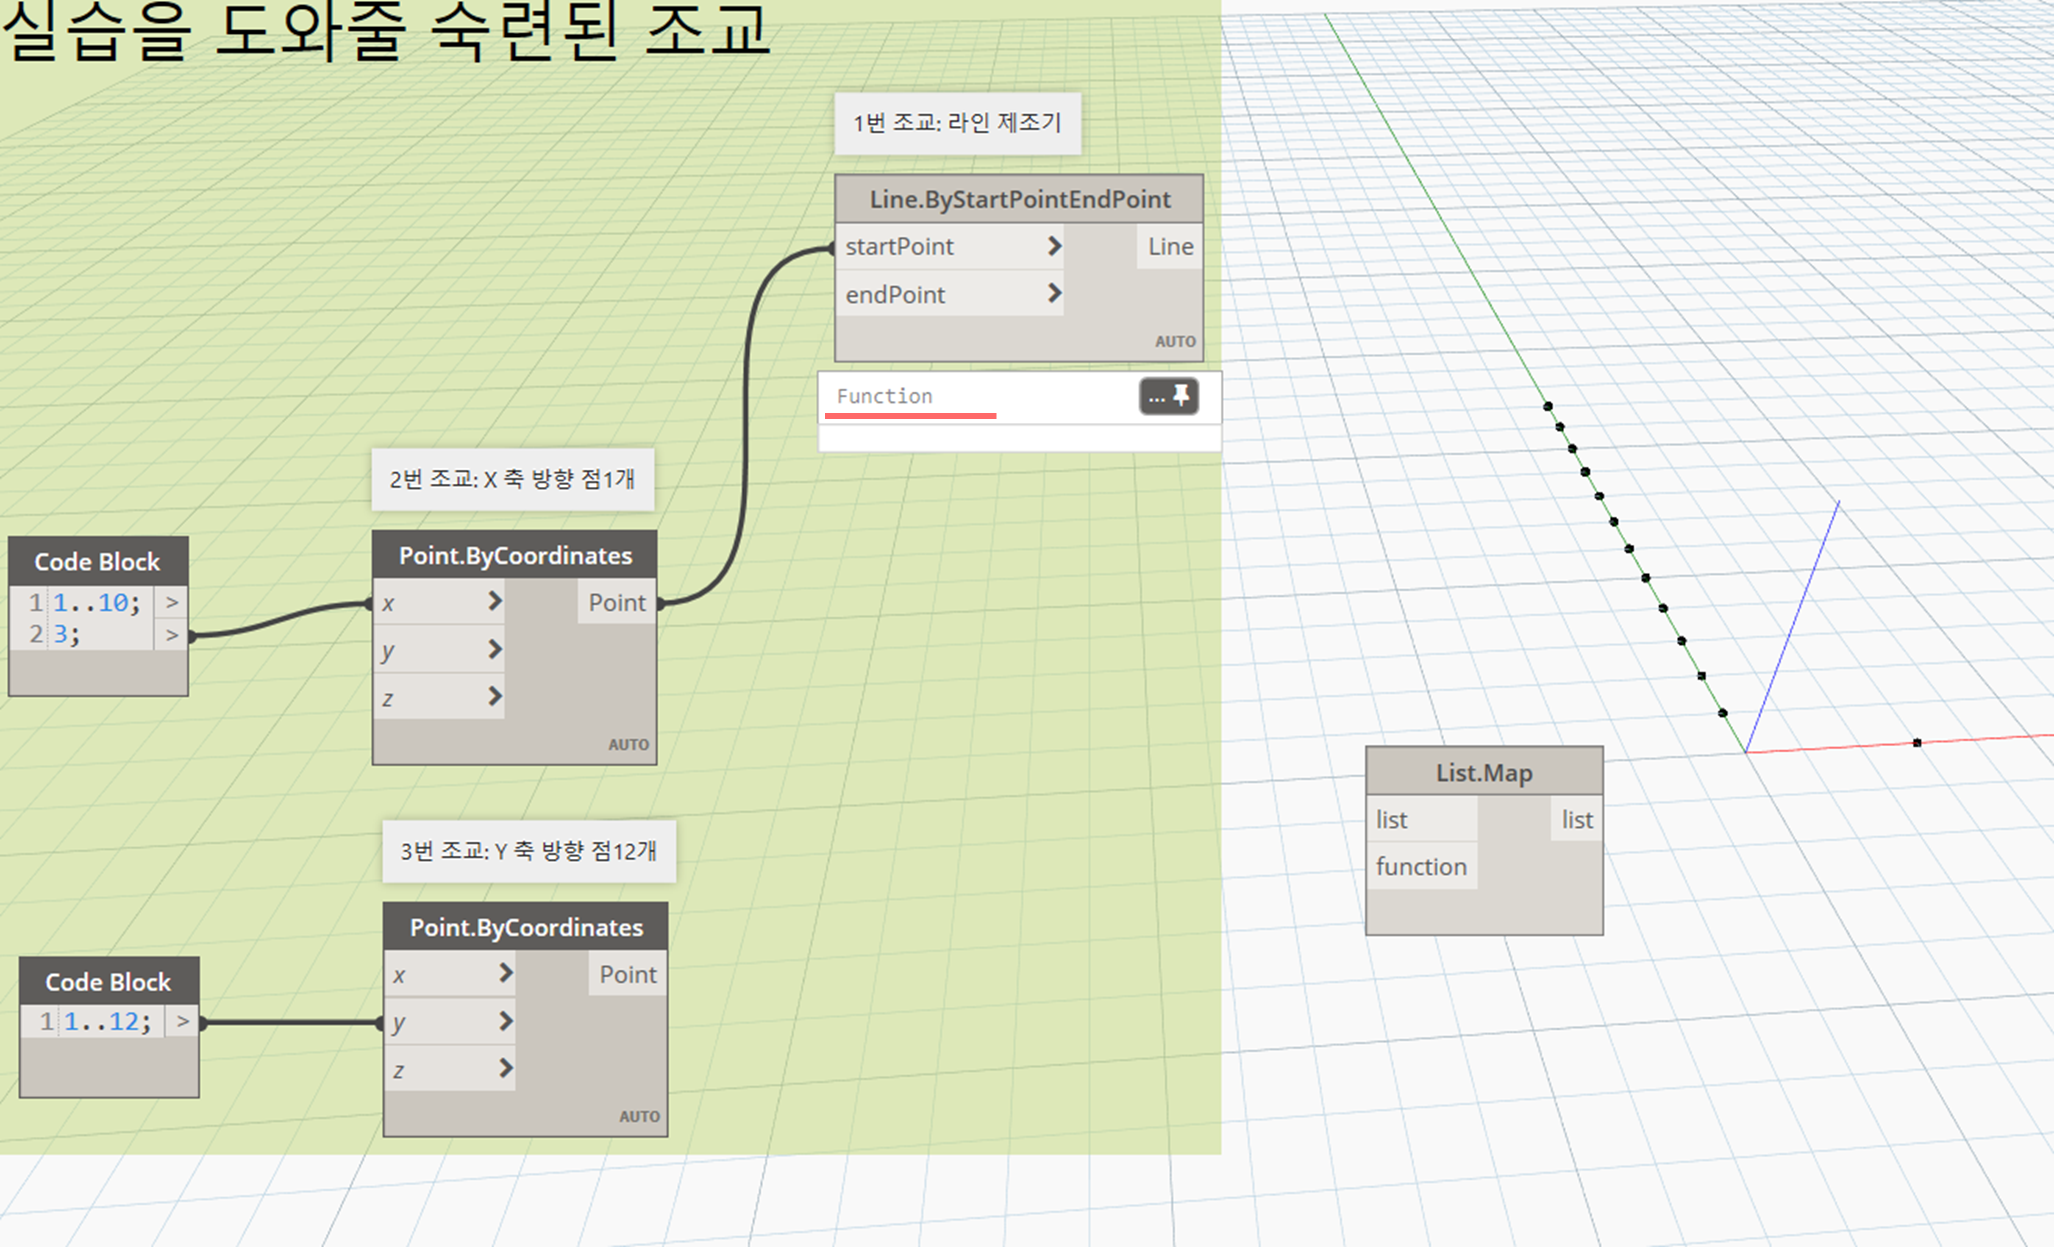 실습을 도와줄 숙련된 조교
1번 조교: 라인 제조기
Line.ByStartPointEndPoint
startPoint > Line
endPoint >
AUTO
Function
... 
2번 조교: X 축 방향 점1개
Code Block
1 1..10; >
2 3; >
Point.ByCoordinates
x > Point
y >
z >
AUTO
List.Map
list list
function
3번 조교: Y 축 방향 점12개
Code Block
1 1..12; >
Point.ByCoordinates
x > Point
y >
z >
AUTO